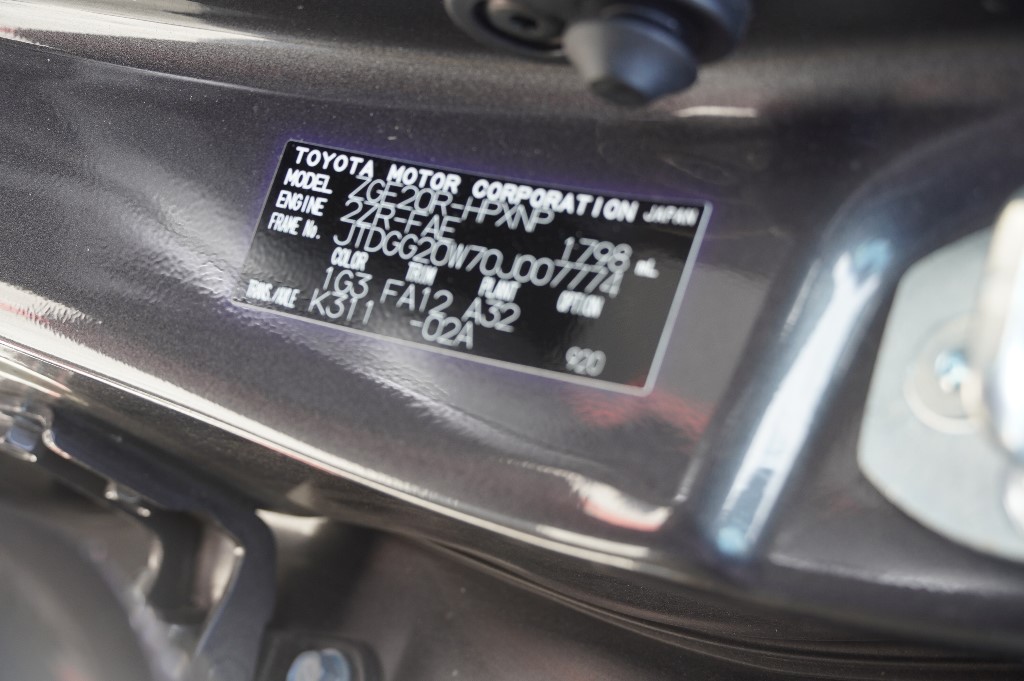 TOYOTA MOTOR CORPORATION JAPAN
MODEL ZGE20R-HPXNP
ENGINE 2ZR-FAE 1798 mL
FRAME No. JTDGG20W70J007774
COLOR TRIM PLANT OPTION
1G3 FA12 A32
TRANS/AXLE K311 -02A 920